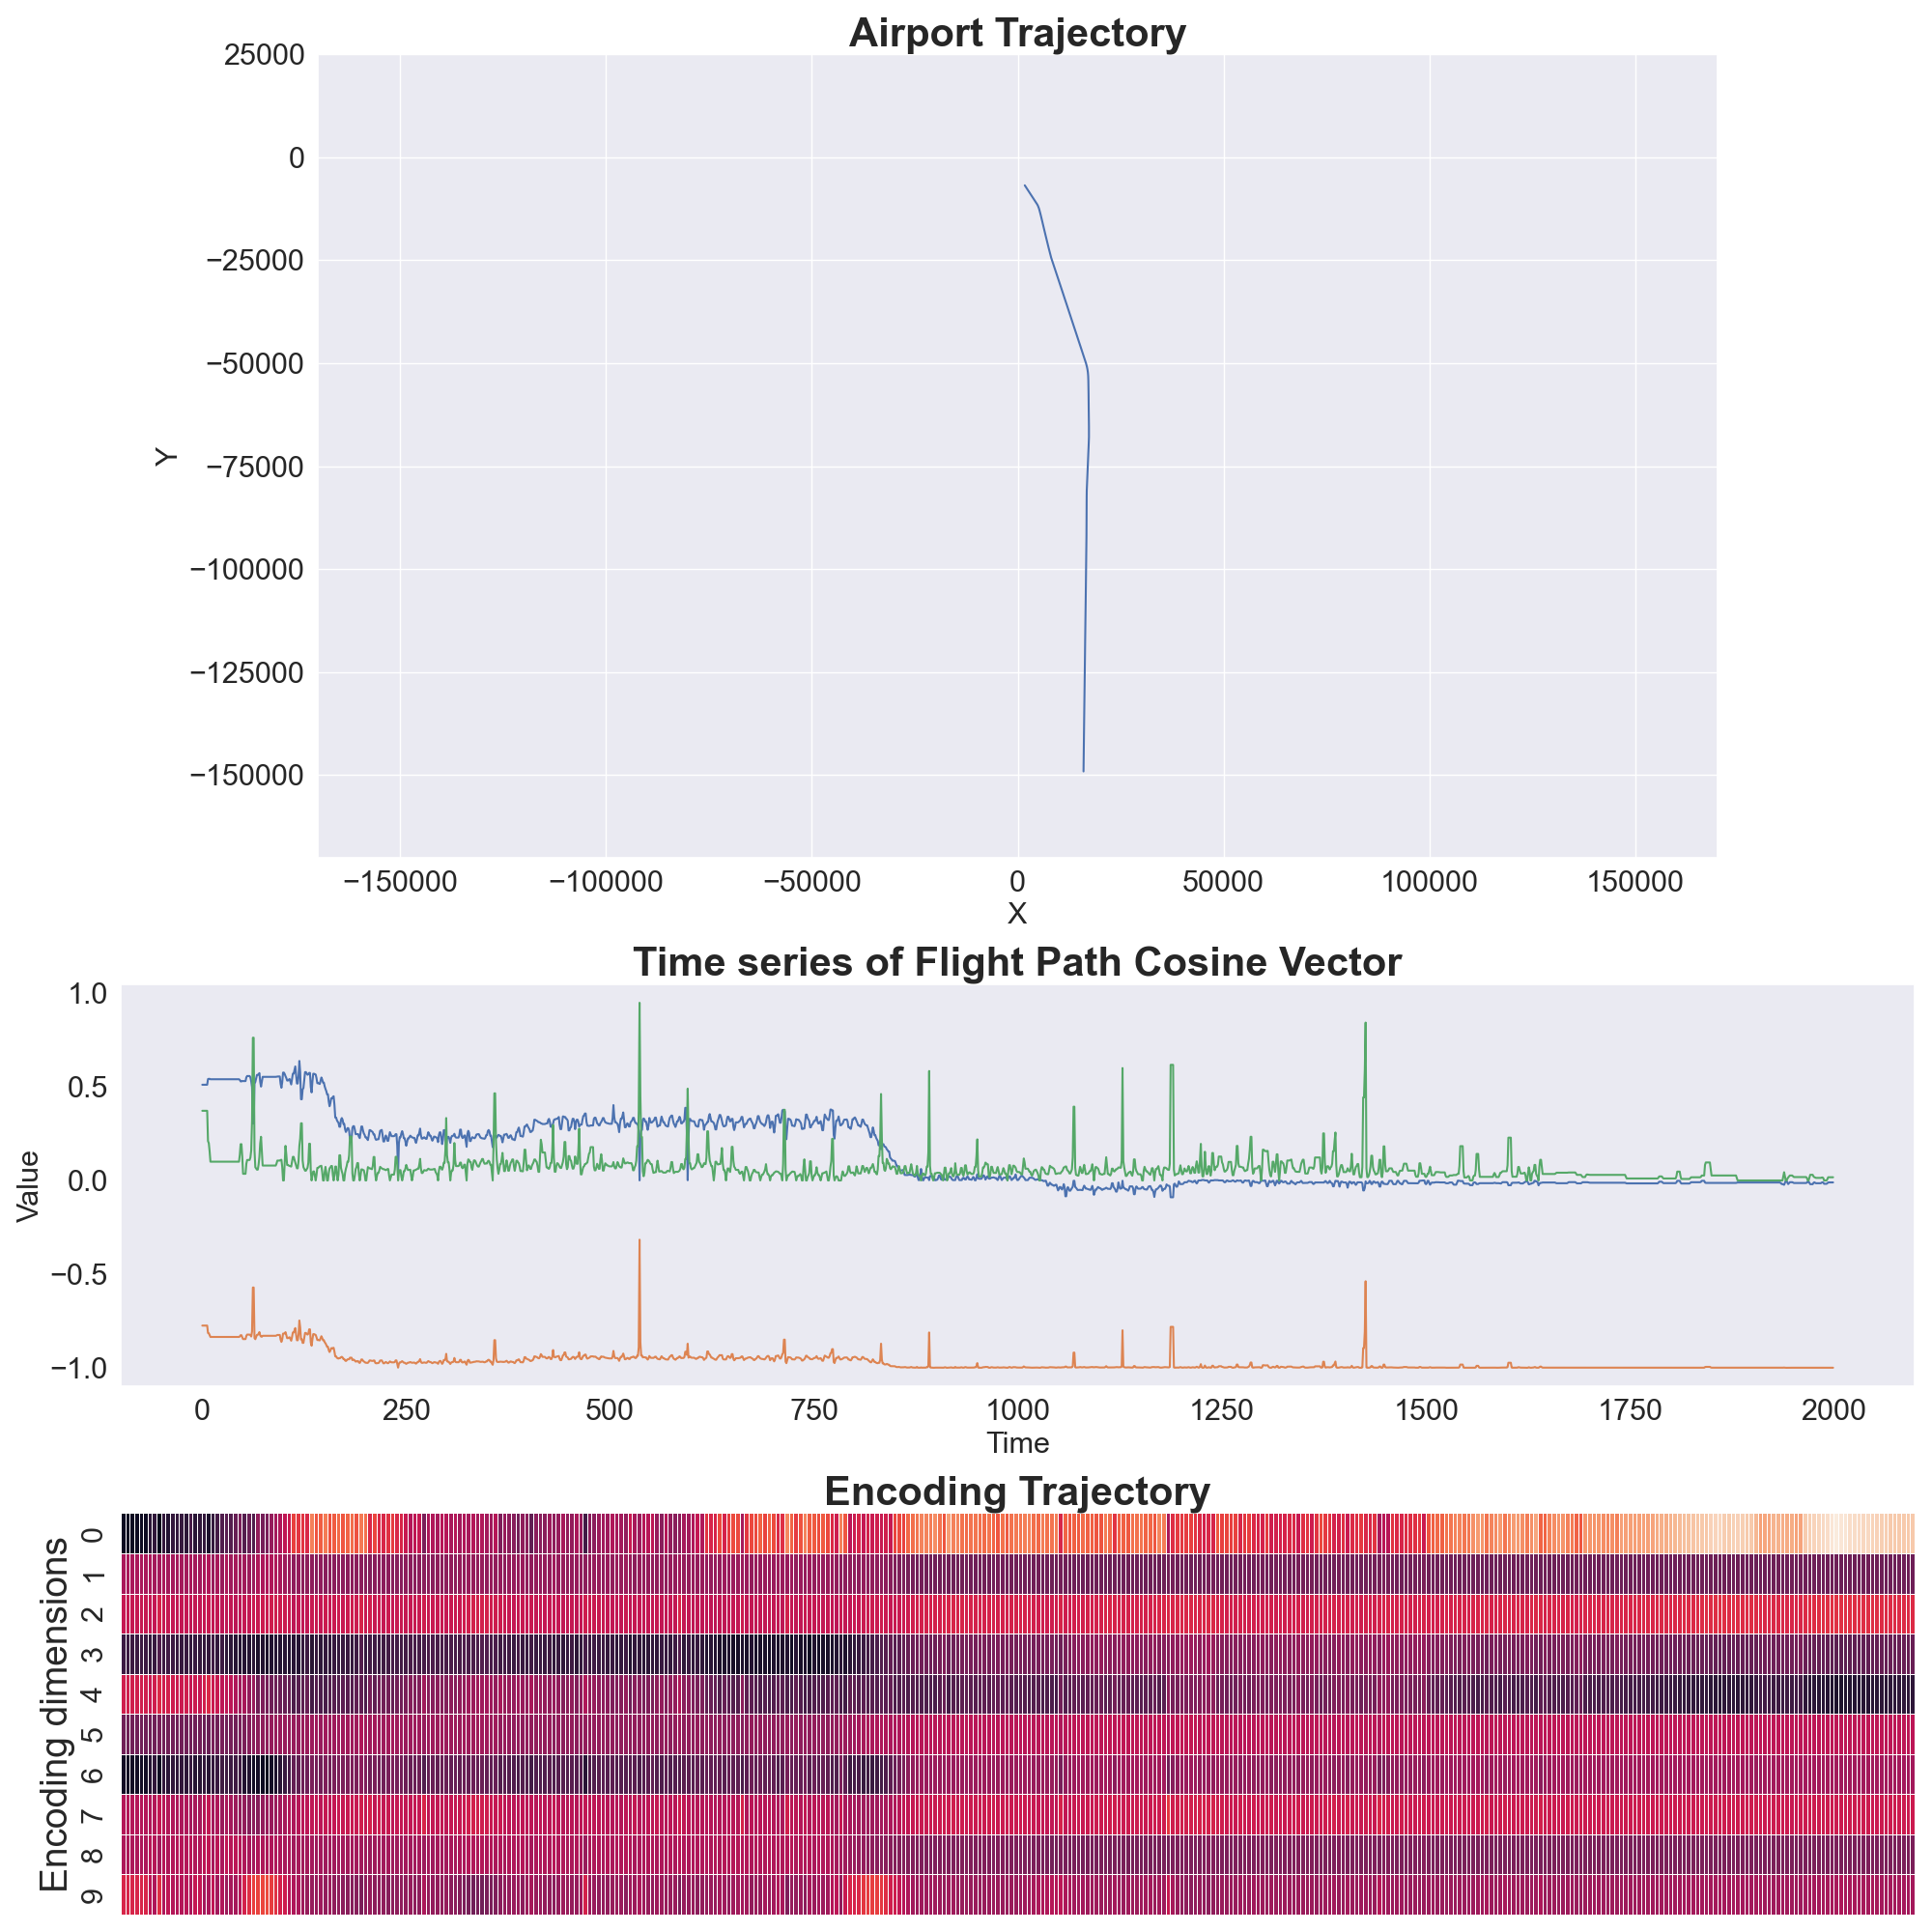 Airport Trajectory
25000
0
−25000
−50000
−75000
−100000
−125000
−150000
Y
−150000 −100000 −50000 0 50000 100000 150000
X
Time series of Flight Path Cosine Vector
1.0
0.5
0.0
−0.5
−1.0
Value
0 250 500 750 1000 1250 1500 1750 2000
Time
Encoding Trajectory
Encoding dimensions
0
1
2
3
4
5
6
7
8
9